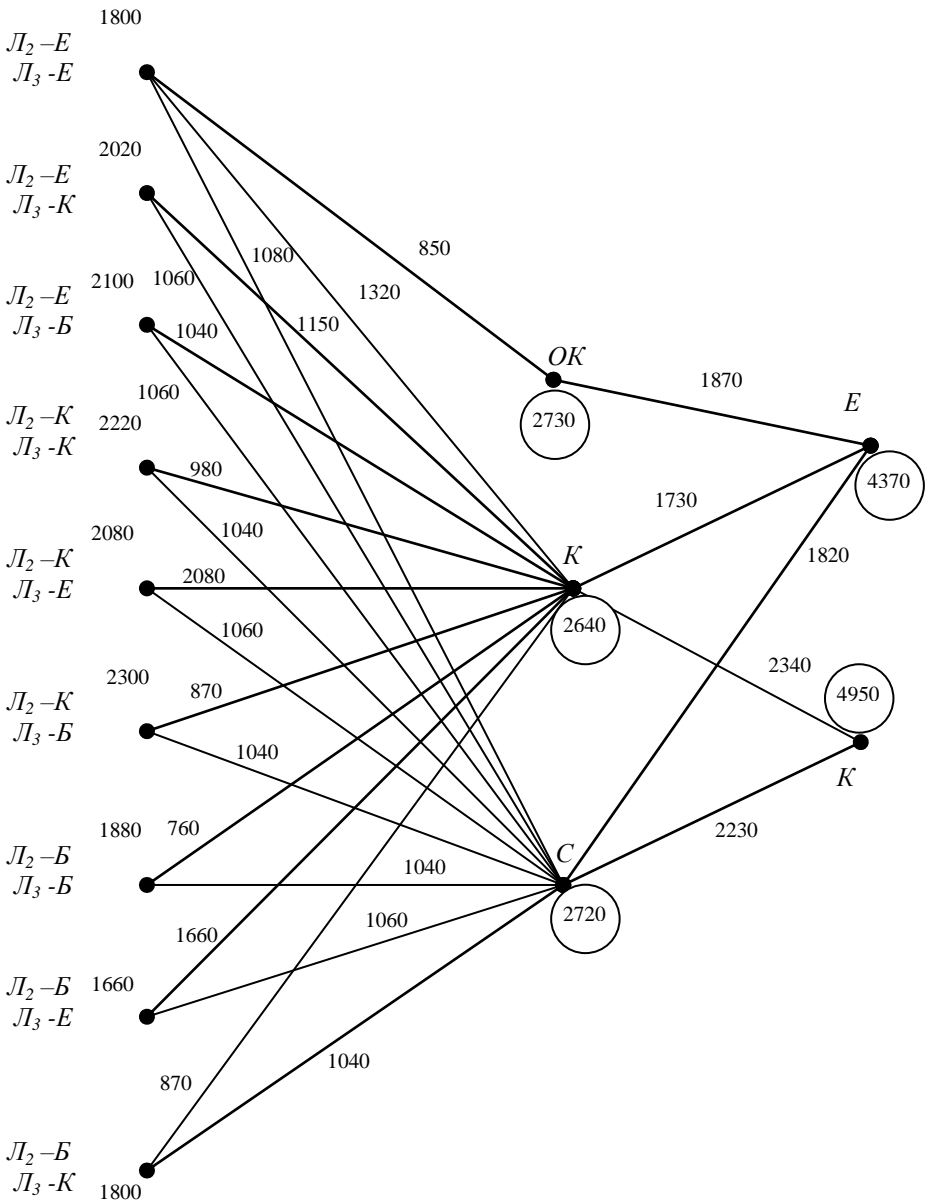 1800
Л2 –Е
Л3 -Е
2020
Л2 –Е
Л3 -К
1080
850
2100
1060
1320
Л2 –Е
Л3 -Б
1040
1150
ОК
1870
Е
2730
1060
Л2 –К
2220
Л3 -К
980
1730
4370
2080
1040
К
1820
Л2 –К
Л3 -Е
2080
1060
2640
2340
2300
Л2 –К
Л3 -Б
870
4950
1040
К
1880
760
С
2230
Л2 –Б
Л3 -Б
1040
1060
2720
1660
Л2 –Б
1660
Л3 -Е
1040
870
Л2 –Б
Л3 -К
1800